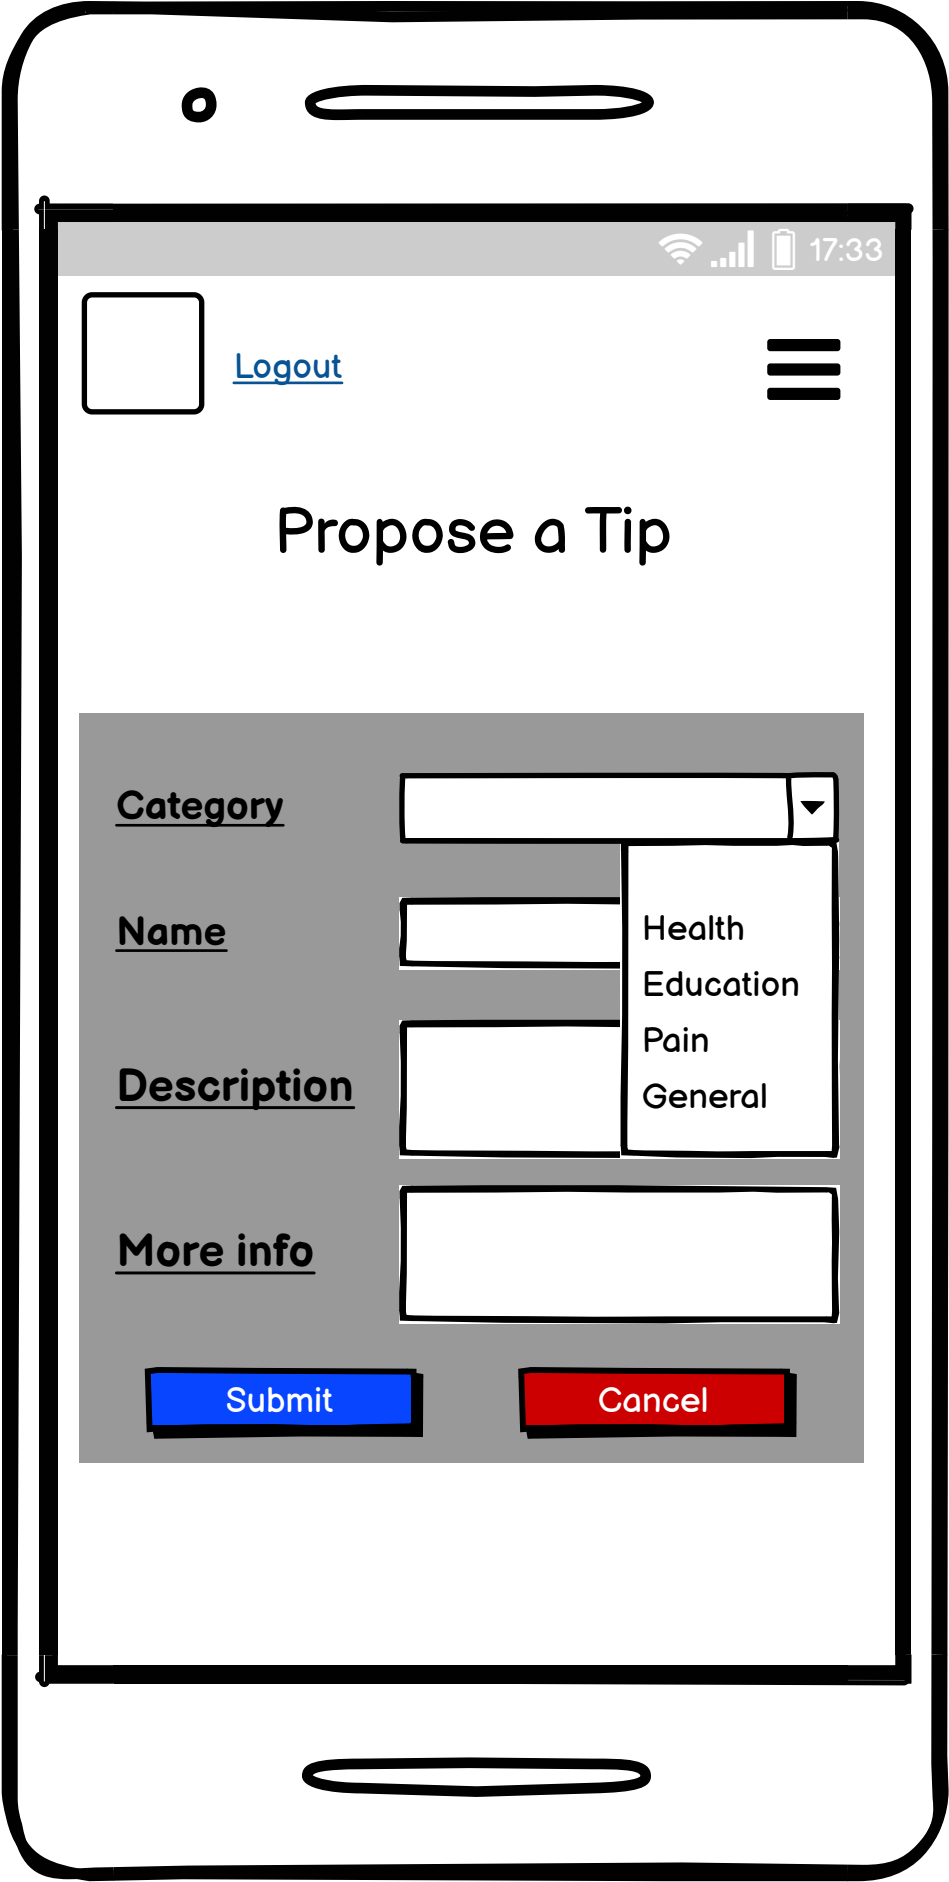 17:33
Logout
Propose a Tip
Category
Name
Health
Education
Pain
General
Description
More info
Submit Cancel